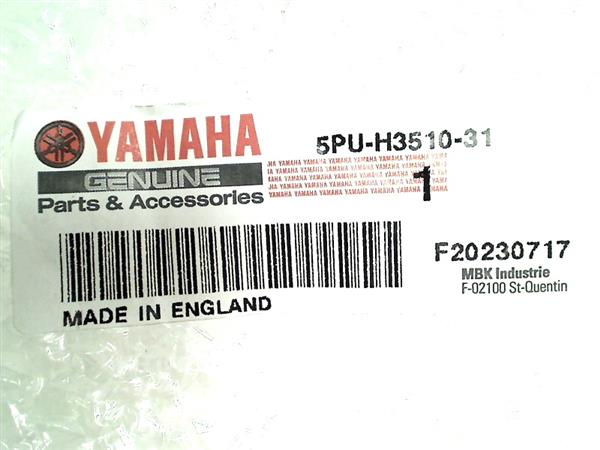 YAMAHA
GENUINE
Parts & Accessories
5PU-H3510-31
1
F20230717
MBK Industrie
F-02100 St-Quentin
MADE IN ENGLAND